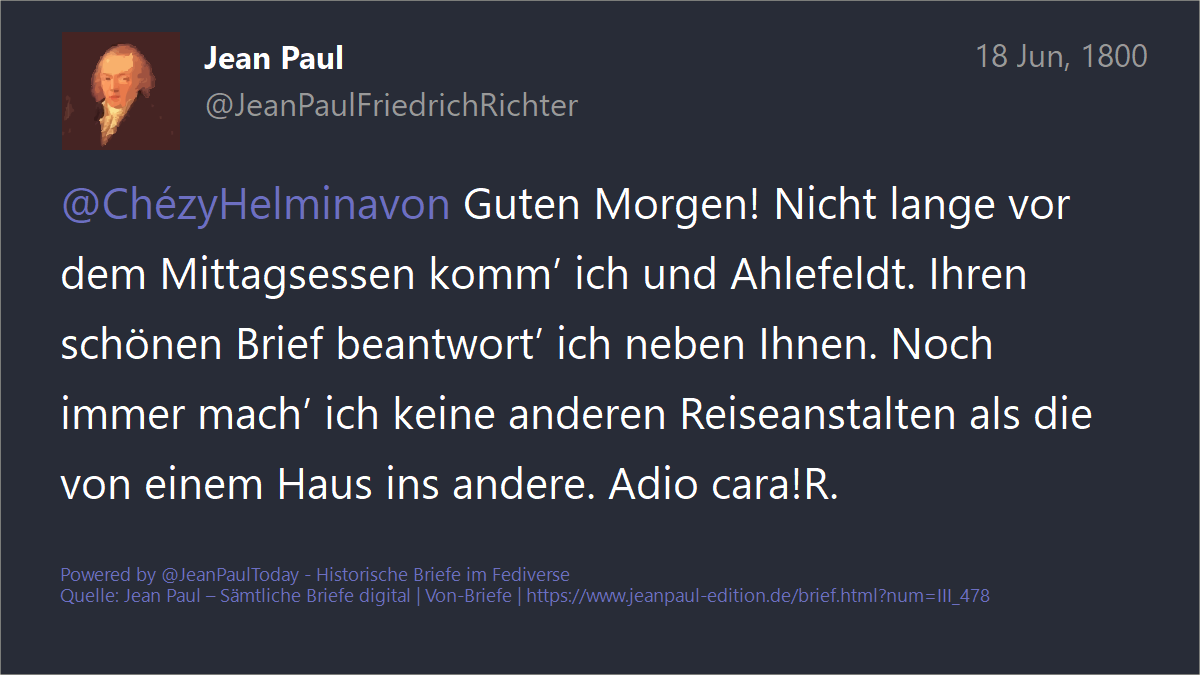 Jean Paul
18 Jun, 1800
@JeanPaulFriedrichRichter
@ChézyHelminavon Guten Morgen! Nicht lange vor
dem Mittagsessen komm’ ich und Ahlefeldt. Ihren
schönen Brief beantwort’ ich neben Ihnen. Noch
immer mach’ ich keine anderen Reiseanstalten als die
von einem Haus ins andere. Adio cara!R.
Powered by @JeanPaulToday - Historische Briefe im Fediverse
Quelle: Jean Paul – Sämtliche Briefe digital | Von-Briefe | https://www.jeanpaul-edition.de/brief.html?num=III_478